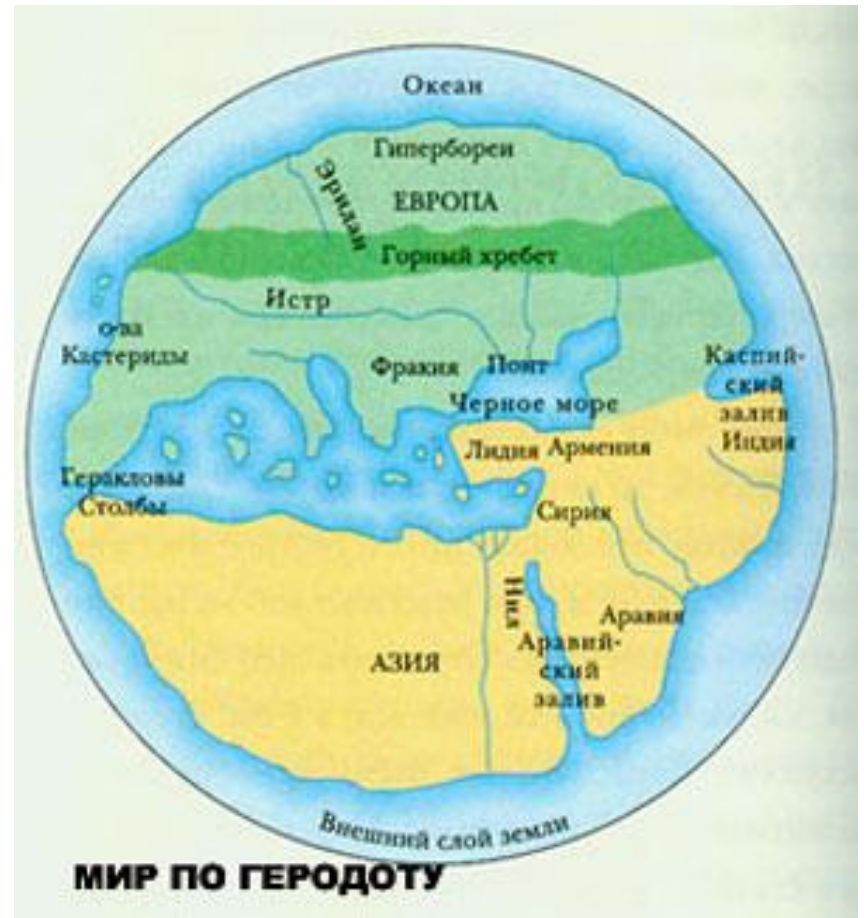 Океан
Гипербореи
Эридан
ЕВРОПА
Горный хребет
Истр
о-ва
Кастериды
Фракия
Понт
Каспий-
ский
залив
Черное море
Индия
Лидия
Армения
Геракловы
Столбы
Сирия
Нил
Аравия
Аравий-
ский
залив
АЗИЯ
Внешний слой земли
МИР ПО ГЕРОДОТУ